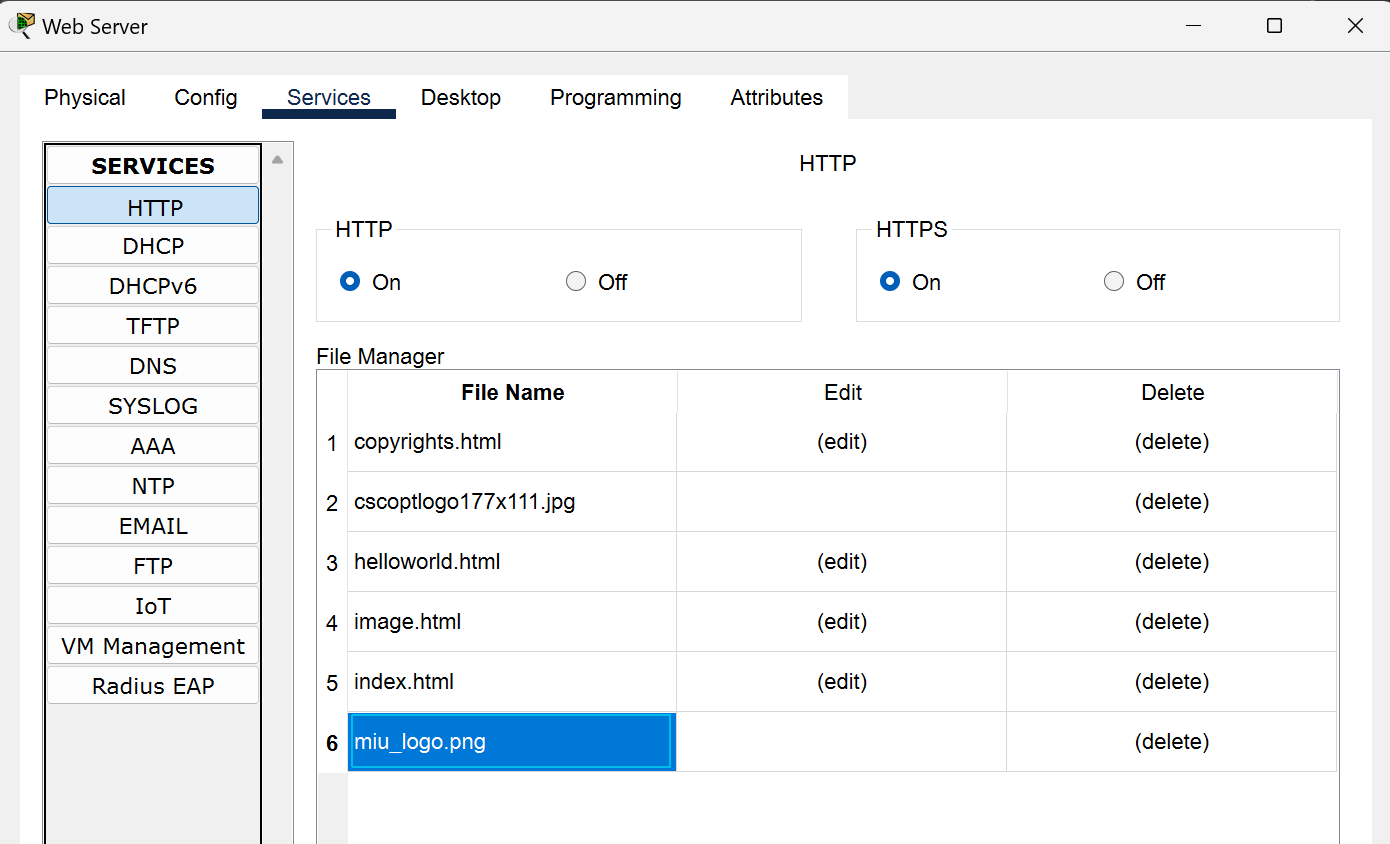 Web Server
Physical Config Services Desktop Programming Attributes
SERVICES
HTTP
DHCP
DHCPv6
TFTP
DNS
SYSLOG
AAA
NTP
EMAIL
FTP
IoT
VM Management
Radius EAP
HTTP
HTTP
On Off
HTTPS
On Off
File Manager
File Name Edit Delete
1 copyrights.html (edit) (delete)
2 cscoptlogo177x111.jpg (delete)
3 helloworld.html (edit) (delete)
4 image.html (edit) (delete)
5 index.html (edit) (delete)
6 miu_logo.png (delete)